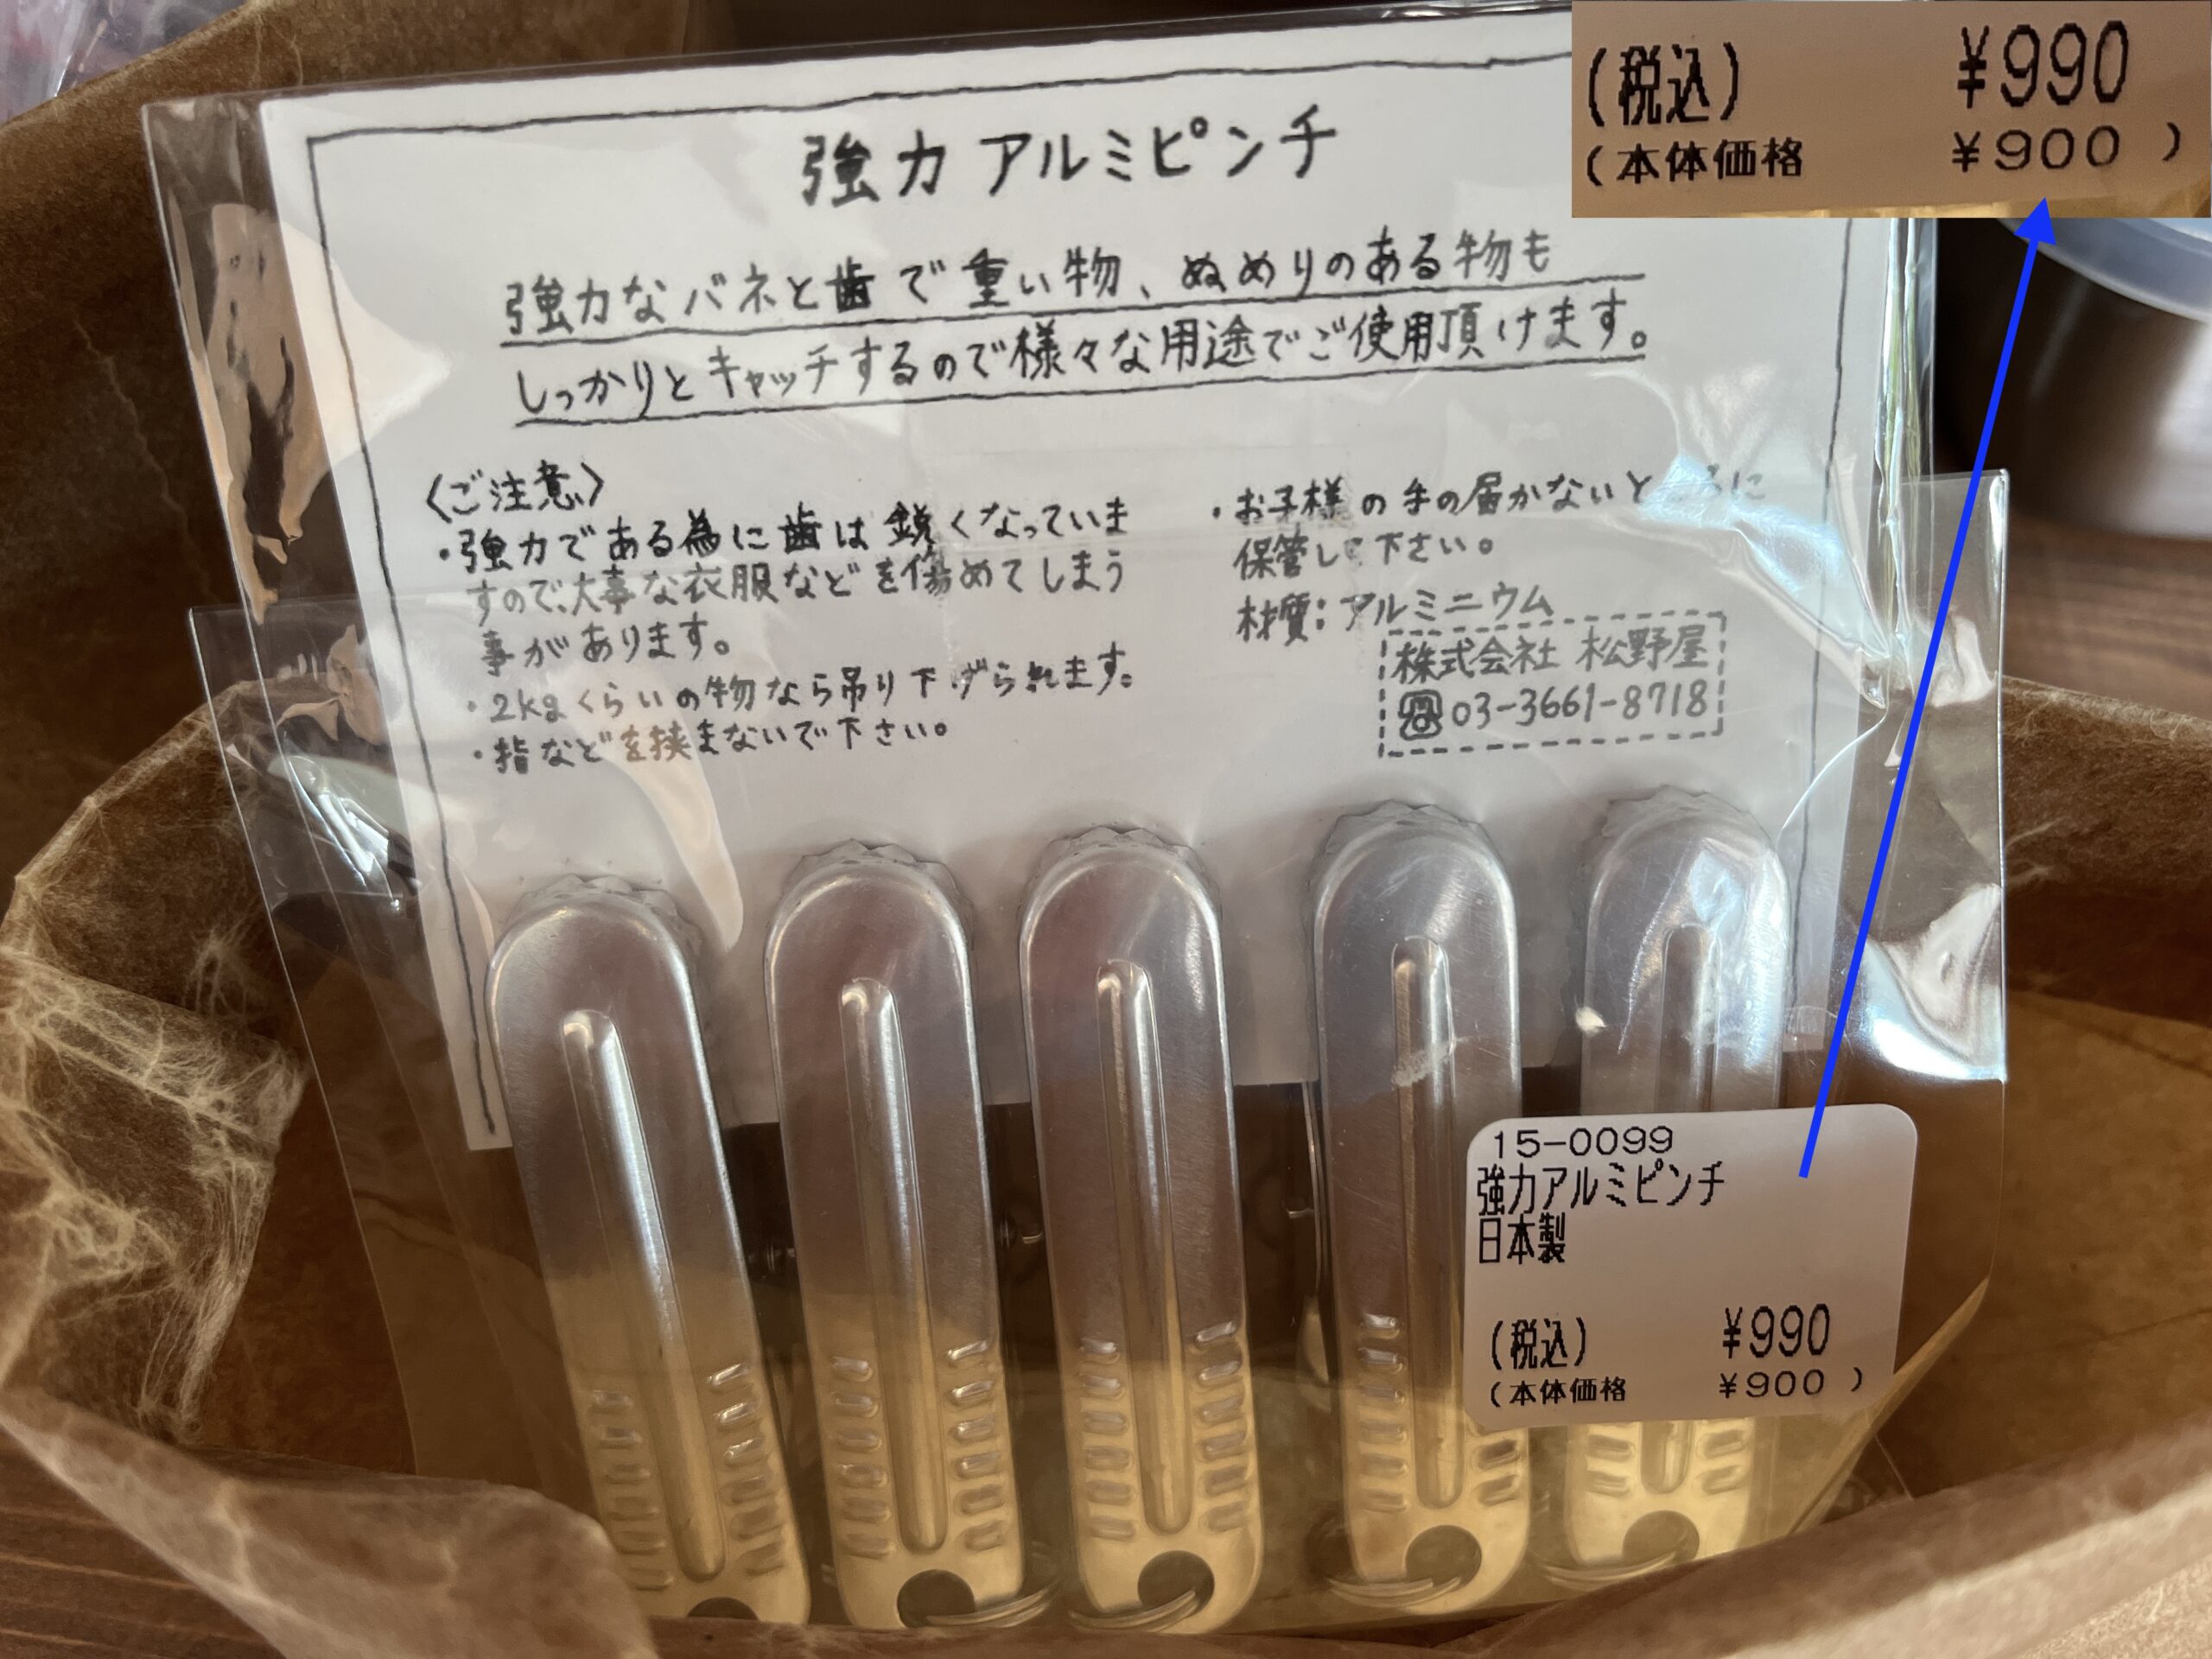 強力アルミピンチ
強力なバネと歯で重い物、ぬめりのある物も
しっかりとキャッチするので様々な用途でご使用頂けます。
〈ご注意〉
・強力である為に歯は鋭くなっていま
すので、大事な衣服などを傷めてしまう
事があります。
・2kgくらいの物なら吊り下げられます。
・指などを挟まないで下さい。
・お子様の手の届かないところに
保管して下さい。
材質:アルミニウム
株式会社 松野屋
☎03-3661-8718
15-0099
強力アルミピンチ
日本製
(税込) ¥990
(本体価格 ¥900 )
(税込) ¥990
(本体価格 ¥900 )